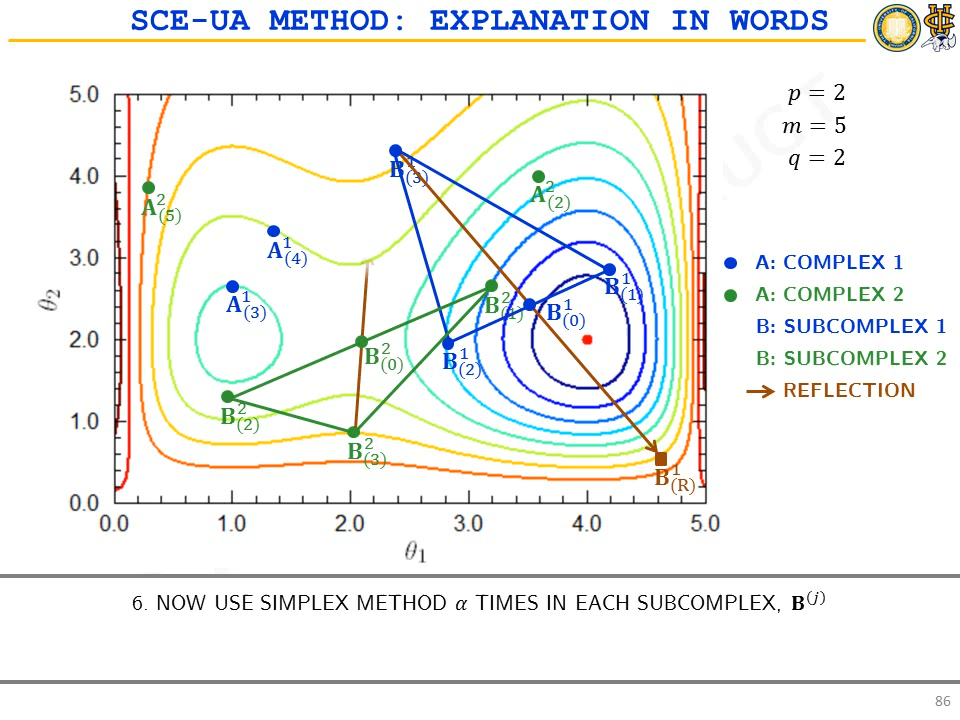 SCE-UA METHOD: EXPLANATION IN WORDS
p = 2
m = 5
q = 2
5.0
4.0
3.0
2.0
1.0
0.0
θ₂
0.0 1.0 2.0 3.0 4.0 5.0
θ₁
B¹₍₃₎
A²₍₂₎
A²₍₅₎
A¹₍₄₎
A¹₍₃₎
B¹₍₁₎
B²₍₁₎
B¹₍₀₎
B²₍₀₎
B¹₍₂₎
B²₍₂₎
B²₍₃₎
B¹(R)
A: COMPLEX 1
A: COMPLEX 2
B: SUBCOMPLEX 1
B: SUBCOMPLEX 2
REFLECTION
6. NOW USE SIMPLEX METHOD α TIMES IN EACH SUBCOMPLEX, B⁽ʲ⁾
86